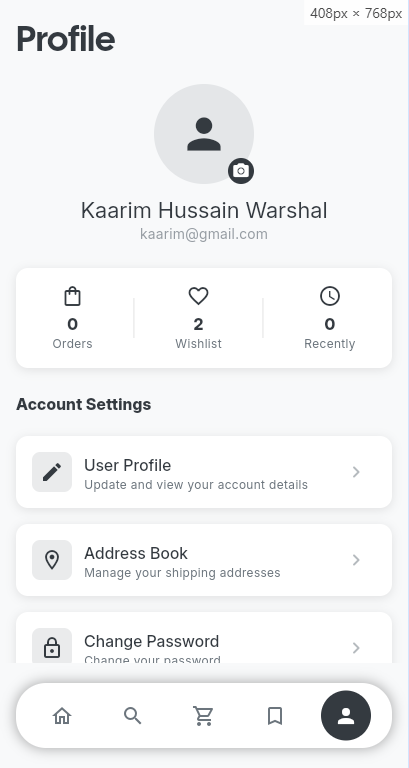 408px × 768px
Profile
Kaarim Hussain Warshal
kaarim@gmail.com
0 2 0
Orders Wishlist Recently
Account Settings
User Profile
Update and view your account details
Address Book
Manage your shipping addresses
Change Password
Change your password